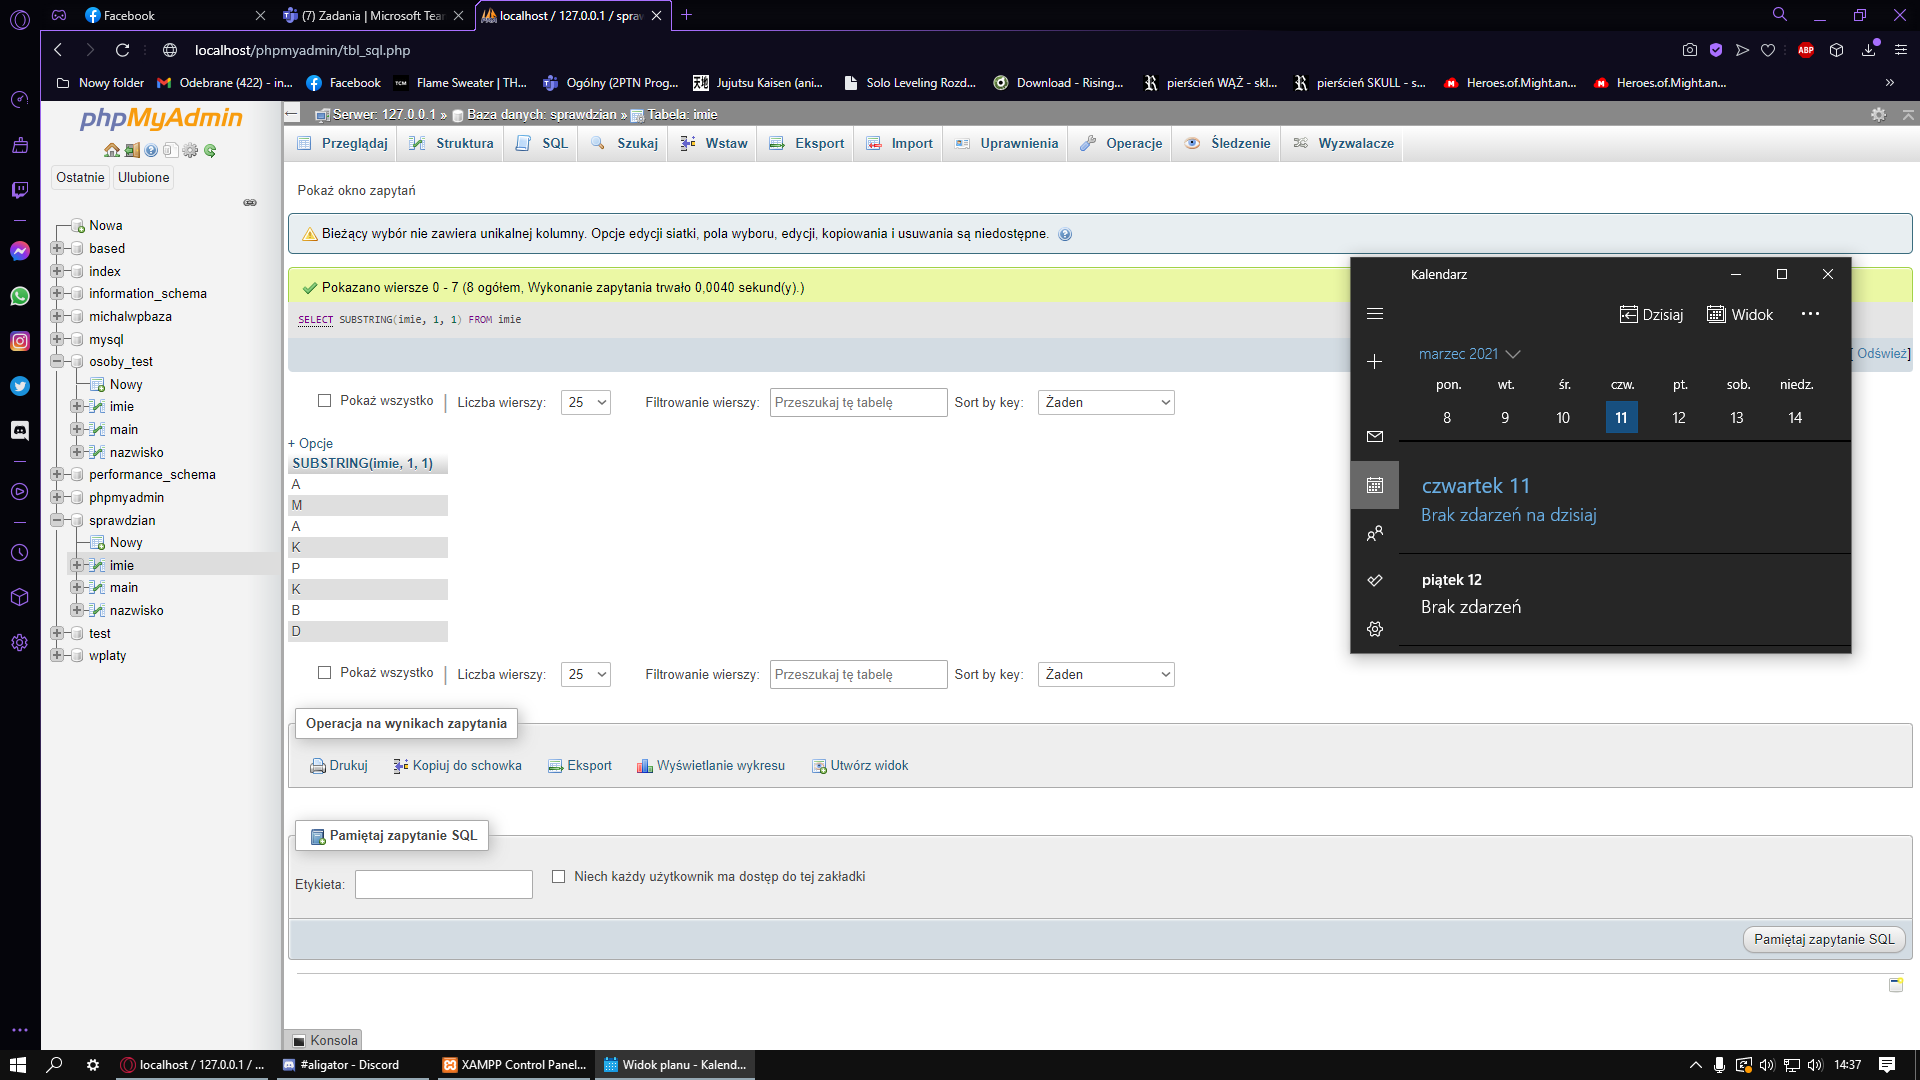 Facebook
(7) Zadania | Microsoft Tear
localhost / 127.0.0.1 / spraw
localhost/phpmyadmin/tbl_sql.php
ABP
Nowy folder
Odebrane (422) - in...
Facebook
TCM
Flame Sweater | TH...
Ogólny (2PTN Prog...
Jujutsu Kaisen (ani...
Solo Leveling Rozd...
Download - Rising...
pierścień WĄŻ - skl...
pierścień SKULL - s...
Heroes.of.Might.an...
Heroes.of.Might.an...
»
phpMyAdmin
Ostatnie
Ulubione
Nowa
based
index
information_schema
michalwpbaza
mysql
osoby_test
Nowy
imie
main
nazwisko
performance_schema
phpmyadmin
sprawdzian
Nowy
imie
main
nazwisko
test
wplaty
Serwer: 127.0.0.1 » Baza danych: sprawdzian » Tabela: imie
Przeglądaj
Struktura
SQL
Szukaj
Wstaw
Eksport
Import
Uprawnienia
Operacje
Śledzenie
Wyzwalacze
Pokaż okno zapytań
Bieżący wybór nie zawiera unikalnej kolumny. Opcje edycji siatki, pola wyboru, edycji, kopiowania i usuwania są niedostępne.
Pokazano wiersze 0 - 7 (8 ogółem, Wykonanie zapytania trwało 0,0040 sekund(y).)
SELECT SUBSTRING(imie, 1, 1) FROM imie
[ Odśwież]
Pokaż wszystko | Liczba wierszy: 25 Filtrowanie wierszy: Przeszukaj tę tabelę Sort by key: Żaden
+ Opcje
SUBSTRING(imie, 1, 1)
A
M
A
K
P
K
B
D
Pokaż wszystko | Liczba wierszy: 25 Filtrowanie wierszy: Przeszukaj tę tabelę Sort by key: Żaden
Operacja na wynikach zapytania
Drukuj
Kopiuj do schowka
Eksport
Wyświetlanie wykresu
Utwórz widok
Pamiętaj zapytanie SQL
Etykieta:
Niech każdy użytkownik ma dostęp do tej zakładki
Pamiętaj zapytanie SQL
Konsola
Kalendarz
Dzisiaj
Widok
marzec 2021
pon. wt. śr. czw. pt. sob. niedz.
8 9 10 11 12 13 14
czwartek 11
Brak zdarzeń na dzisiaj
piątek 12
Brak zdarzeń
localhost / 127.0.0.1 / ...
#aligator - Discord
XAMPP Control Panel...
Widok planu - Kalend...
14:37